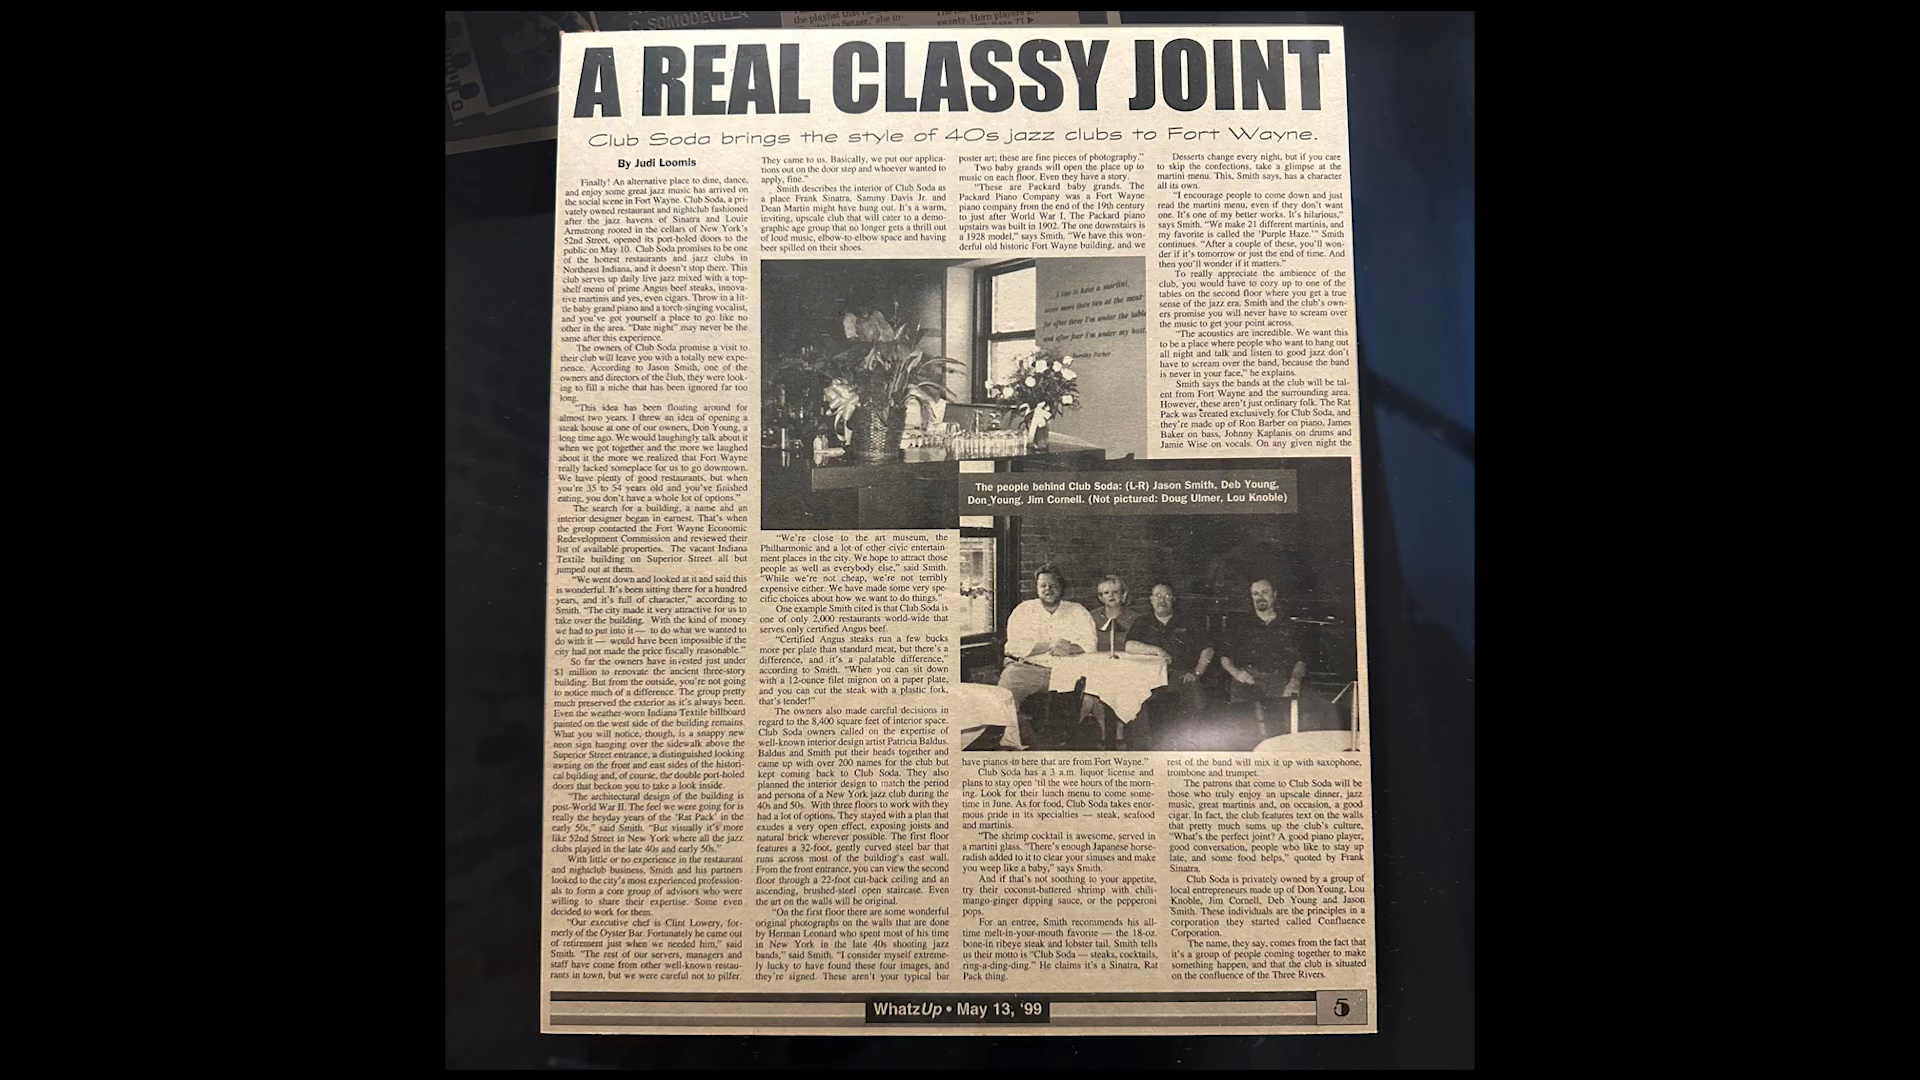 C. SOMODEVILLA
A REAL CLASSY JOINT
Club Soda brings the style of 40s jazz clubs to Fort Wayne.
By Judi Loomis
Finally! An alternative place to dine, dance,
and enjoy some great jazz music has arrived on
the social scene in Fort Wayne. Club Soda, a pri-
vately owned restaurant and nightclub fashioned
after the jazz havens of Sinatra and Louie
Armstrong rooted in the cellars of New York's
52nd Street, opened its port-holed doors to the
public on May 10. Club Soda promises to be one
of the hottest restaurants and jazz clubs in
Northeast Indiana, and it doesn't stop there. This
club serves up daily live jazz mixed with a top-
shelf menu of prime Angus beef steaks, innova-
tive martinis and yes, even cigars. Throw in a lit-
tle baby grand piano and a torch-singing vocalist,
and you've got yourself a place to go like no
other in the area. "Date night" may never be the
same after this experience.
The owners of Club Soda promise a visit to
their club will leave you with a totally new expe-
rience. According to Jason Smith, one of the
owners and directors of the club, they were look-
ing to fill a niche that has been ignored far too
long.
"This idea has been floating around for
almost two years. I threw an idea of opening a
steak house at one of our owners, Don Young, a
long time ago. We would laughingly talk about it
when we got together and the more we laughed
about it the more we realized that Fort Wayne
really lacked someplace for us to go downtown.
We have plenty of good restaurants, but when
you're 35 to 54 years old and you've finished
eating, you don't have a whole lot of options."
The search for a building, a name and an
interior designer began in earnest. That's when
the group contacted the Fort Wayne Economic
Redevelopment Commission and reviewed their
list of available properties. The vacant Indiana
Textile building on Superior Street all but
jumped out at them.
"We went down and looked at it and said this
is wonderful. It's been sitting there for a hundred
years, and it's full of character," according to
Smith. "The city made it very attractive for us to
take over the building. With the kind of money
we had to put into it — to do what we wanted to
do with it — would have been impossible if the
city had not made the price fiscally reasonable."
So far the owners have invested just under
$1 million to renovate the ancient three-story
building. But from the outside, you're not going
to notice much of a difference. The group pretty
much preserved the exterior as it's always been.
Even the weather-worn Indiana Textile billboard
painted on the west side of the building remains.
What you will notice, though, is a snappy new
neon sign hanging over the sidewalk above the
Superior Street entrance, a distinguished looking
awning on the front and east sides of the histori-
cal building and, of course, the double port-holed
doors that beckon you to take a look inside.
"The architectural design of the building is
post-World War II. The feel we were going for is
really the heyday years of the 'Rat Pack' in the
early 50s," said Smith. "But visually it's more
like 52nd Street in New York where all the jazz
clubs played in the late 40s and early 50s."
With little or no experience in the restaurant
and nightclub business, Smith and his partners
looked to the city's most experienced profession-
als to form a core group of advisors who were
willing to share their expertise. Some even
decided to work for them.
"Our executive chef is Clint Lowery, for-
merly of the Oyster Bar. Fortunately he came out
of retirement just when we needed him," said
Smith. "The rest of our servers, managers and
staff have come from other well-known restau-
rants in town, but we were careful not to pilfer.
They came to us. Basically, we put our applica-
tions out on the door step and whoever wanted to
apply, fine."
Smith describes the interior of Club Soda as
a place Frank Sinatra, Sammy Davis Jr. and
Dean Martin might have hung out. It's a warm,
inviting, upscale club that will cater to a demo-
graphic age group that no longer gets a thrill out
of loud music, elbow-to-elbow space and having
beer spilled on their shoes.
"We're close to the art museum, the
Philharmonic and a lot of other civic entertain-
ment places in the city. We hope to attract those
people as well as everybody else," said Smith.
"While we're not cheap, we're not terribly
expensive either. We have made some very spe-
cific choices about how we want to do things."
One example Smith cited is that Club Soda is
one of only 2,000 restaurants world-wide that
serves only certified Angus beef.
"Certified Angus steaks run a few bucks
more per plate than standard meat, but there's a
difference, and it's a palatable difference,"
according to Smith. "When you can sit down
with a 12-ounce filet mignon on a paper plate,
and you can cut the steak with a plastic fork,
that's tender!"
The owners also made careful decisions in
regard to the 8,400 square feet of interior space.
Club Soda owners called on the expertise of
well-known interior design artist Patricia Baldus.
Baldus and Smith put their heads together and
came up with over 200 names for the club but
kept coming back to Club Soda. They also
planned the interior design to match the period
and persona of a New York jazz club during the
40s and 50s. With three floors to work with they
had a lot of options. They stayed with a plan that
exudes a very open effect, exposing joists and
natural brick wherever possible. The first floor
features a 32-foot, gently curved steel bar that
runs across most of the building's east wall.
From the front entrance, you can view the second
floor through a 22-foot cut-back ceiling and an
ascending, brushed-steel open staircase. Even
the art on the walls will be original.
"On the first floor there are some wonderful
original photographs on the walls that are done
by Herman Leonard who spent most of his time
in New York in the late 40s shooting jazz
bands," said Smith. "I consider myself extreme-
ly lucky to have found these four images, and
they're signed. These aren't your typical bar
poster art; these are fine pieces of photography."
Two baby grands will open the place up to
music on each floor. Even they have a story.
"These are Packard baby grands. The
Packard Piano Company was a Fort Wayne
piano company from the end of the 19th century
to just after World War I. The Packard piano
upstairs was built in 1902. The one downstairs is
a 1928 model," says Smith. "We have this won-
derful old historic Fort Wayne building, and we
I like to have a martini,
never more than two at the most-
for after three I'm under the table
and after four I'm under my host.
Dorothy Parker
The people behind Club Soda: (L-R) Jason Smith, Deb Young,
Don Young, Jim Cornell. (Not pictured: Doug Ulmer, Lou Knoble)
have pianos in here that are from Fort Wayne."
Club Soda has a 3 a.m. liquor license and
plans to stay open 'til the wee hours of the morn-
ing. Look for their lunch menu to come some-
time in June. As for food, Club Soda takes enor-
mous pride in its specialties — steak, seafood
and martinis.
"The shrimp cocktail is awesome, served in
a martini glass. "There's enough Japanese horse-
radish added to it to clear your sinuses and make
you weep like a baby," says Smith.
And if that's not soothing to your appetite,
try their coconut-battered shrimp with chili-
mango-ginger dipping sauce, or the pepperoni
pops.
For an entree, Smith recommends his all-
time melt-in-your-mouth favorite — the 18-oz.
bone-in ribeye steak and lobster tail. Smith tells
us their motto is "Club Soda — steaks, cocktails,
ring-a-ding-ding." He claims it's a Sinatra, Rat
Pack thing.
Desserts change every night, but if you care
to skip the confections, take a glimpse at the
martini menu. This, Smith says, has a character
all its own.
"I encourage people to come down and just
read the martini menu, even if they don't want
one. It's one of my better works. It's hilarious,"
says Smith. "We make 21 different martinis, and
my favorite is called the 'Purple Haze.'" Smith
continues. "After a couple of these, you'll won-
der if it's tomorrow or just the end of time. And
then you'll wonder if it matters."
To really appreciate the ambience of the
club, you would have to cozy up to one of the
tables on the second floor where you get a true
sense of the jazz era. Smith and the club's own-
ers promise you will never have to scream over
the music to get your point across.
"The acoustics are incredible. We want this
to be a place where people who want to hang out
all night and talk and listen to good jazz don't
have to scream over the band, because the band
is never in your face," he explains.
Smith says the bands at the club will be tal-
ent from Fort Wayne and the surrounding area.
However, these aren't just ordinary folk. The Rat
Pack was created exclusively for Club Soda, and
they're made up of Ron Barber on piano, James
Baker on bass, Johnny Kaplanis on drums and
Jamie Wise on vocals. On any given night the
rest of the band will mix it up with saxophone,
trombone and trumpet.
The patrons that come to Club Soda will be
those who truly enjoy an upscale dinner, jazz
music, great martinis and, on occasion, a good
cigar. In fact, the club features text on the walls
that pretty much sums up the club's culture,
"What's the perfect joint? A good piano player,
good conversation, people who like to stay up
late, and some food helps," quoted by Frank
Sinatra.
Club Soda is privately owned by a group of
local entrepreneurs made up of Don Young, Lou
Knoble, Jim Cornell, Deb Young and Jason
Smith. These individuals are the principles in a
corporation they started called Confluence
Corporation.
The name, they say, comes from the fact that
it's a group of people coming together to make
something happen, and that the club is situated
on the confluence of the Three Rivers.
WhatzUp • May 13, '99
5